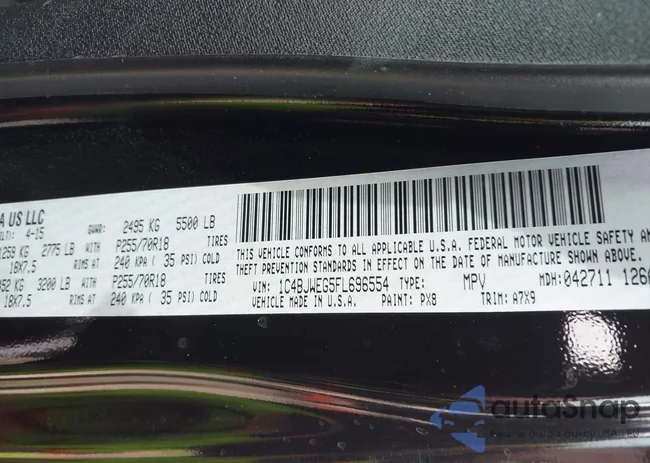 A US LLC
4-15 GVWR: 2495 KG 5500 LB
1259 KG 2775 LB WITH P255/70R18 TIRES
18X7.5 RIMS AT 240 KPA ( 35 PSI) COLD
3200 LB WITH P255/70R18 TIRES
18X7.5 RIMS AT 240 KPA ( 35 PSI) COLD
THIS VEHICLE CONFORMS TO ALL APPLICABLE U.S.A. FEDERAL MOTOR VEHICLE SAFETY AN
THEFT PREVENTION STANDARDS IN EFFECT ON THE DATE OF MANUFACTURE SHOWN ABOVE.
VIN: 1C4BJWEG5FL696554 TYPE: MPV MDH: 042711 1260
VEHICLE MADE IN U.S.A. PAINT: PX8 TRIM: A7X9
autoSnap